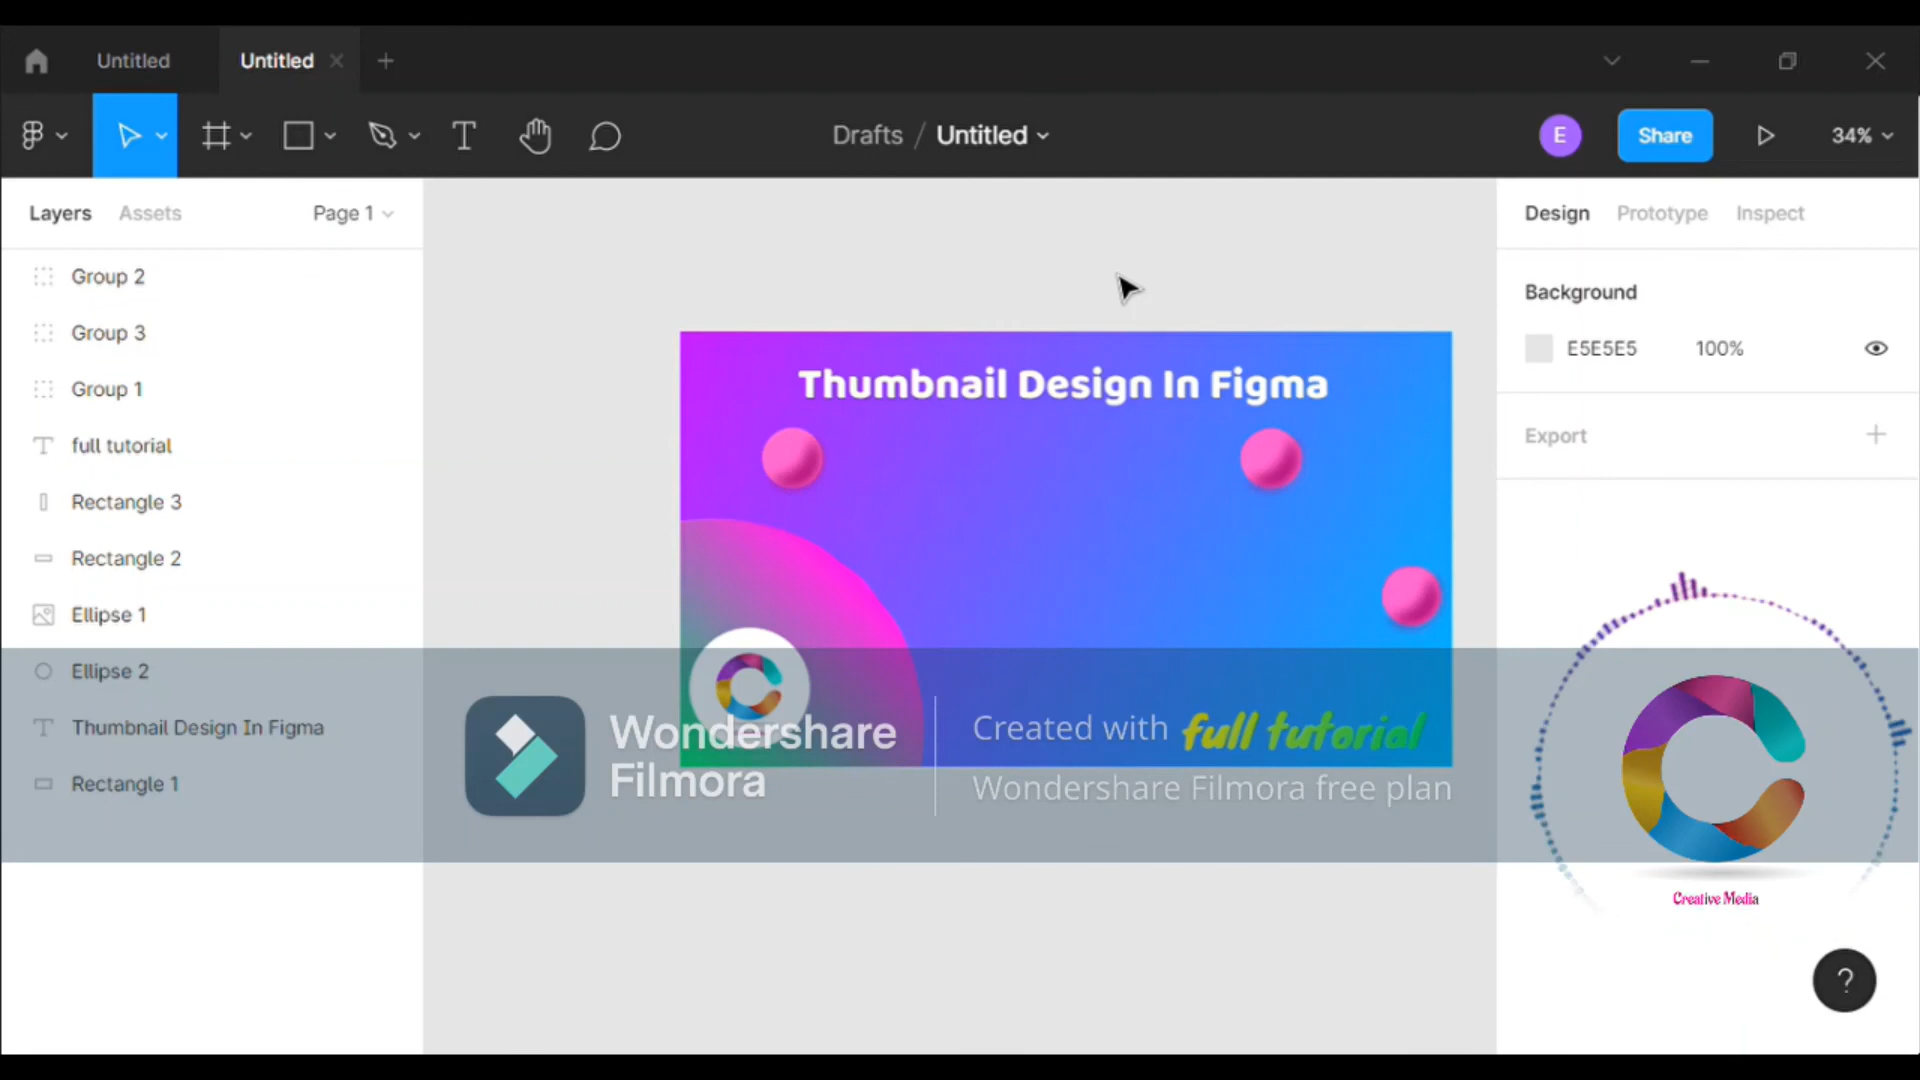 Untitled
Untitled
Drafts / Untitled
E
Share
34%
Layers
Assets
Page 1
Group 2
Group 3
Group 1
full tutorial
Rectangle 3
Rectangle 2
Ellipse 1
Ellipse 2
Thumbnail Design In Figma
Rectangle 1
Thumbnail Design In Figma
full tutorial
Wondershare
Filmora
Created with
Wondershare Filmora free plan
Design
Prototype
Inspect
Background
E5E5E5
100%
Export
Creative Media
?